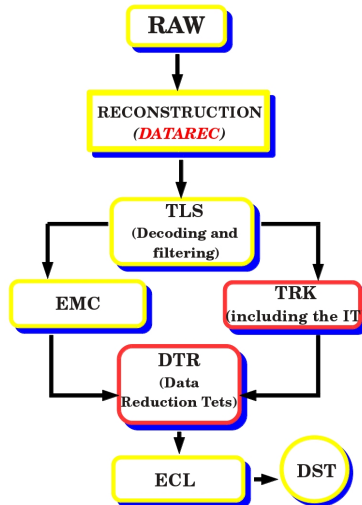 RAW
RECONSTRUCTION
(DATAREC)
TLS
(Decoding and
filtering)
EMC
TRK
(including the IT
DTR
(Data
Reduction Tets)
ECL
DST